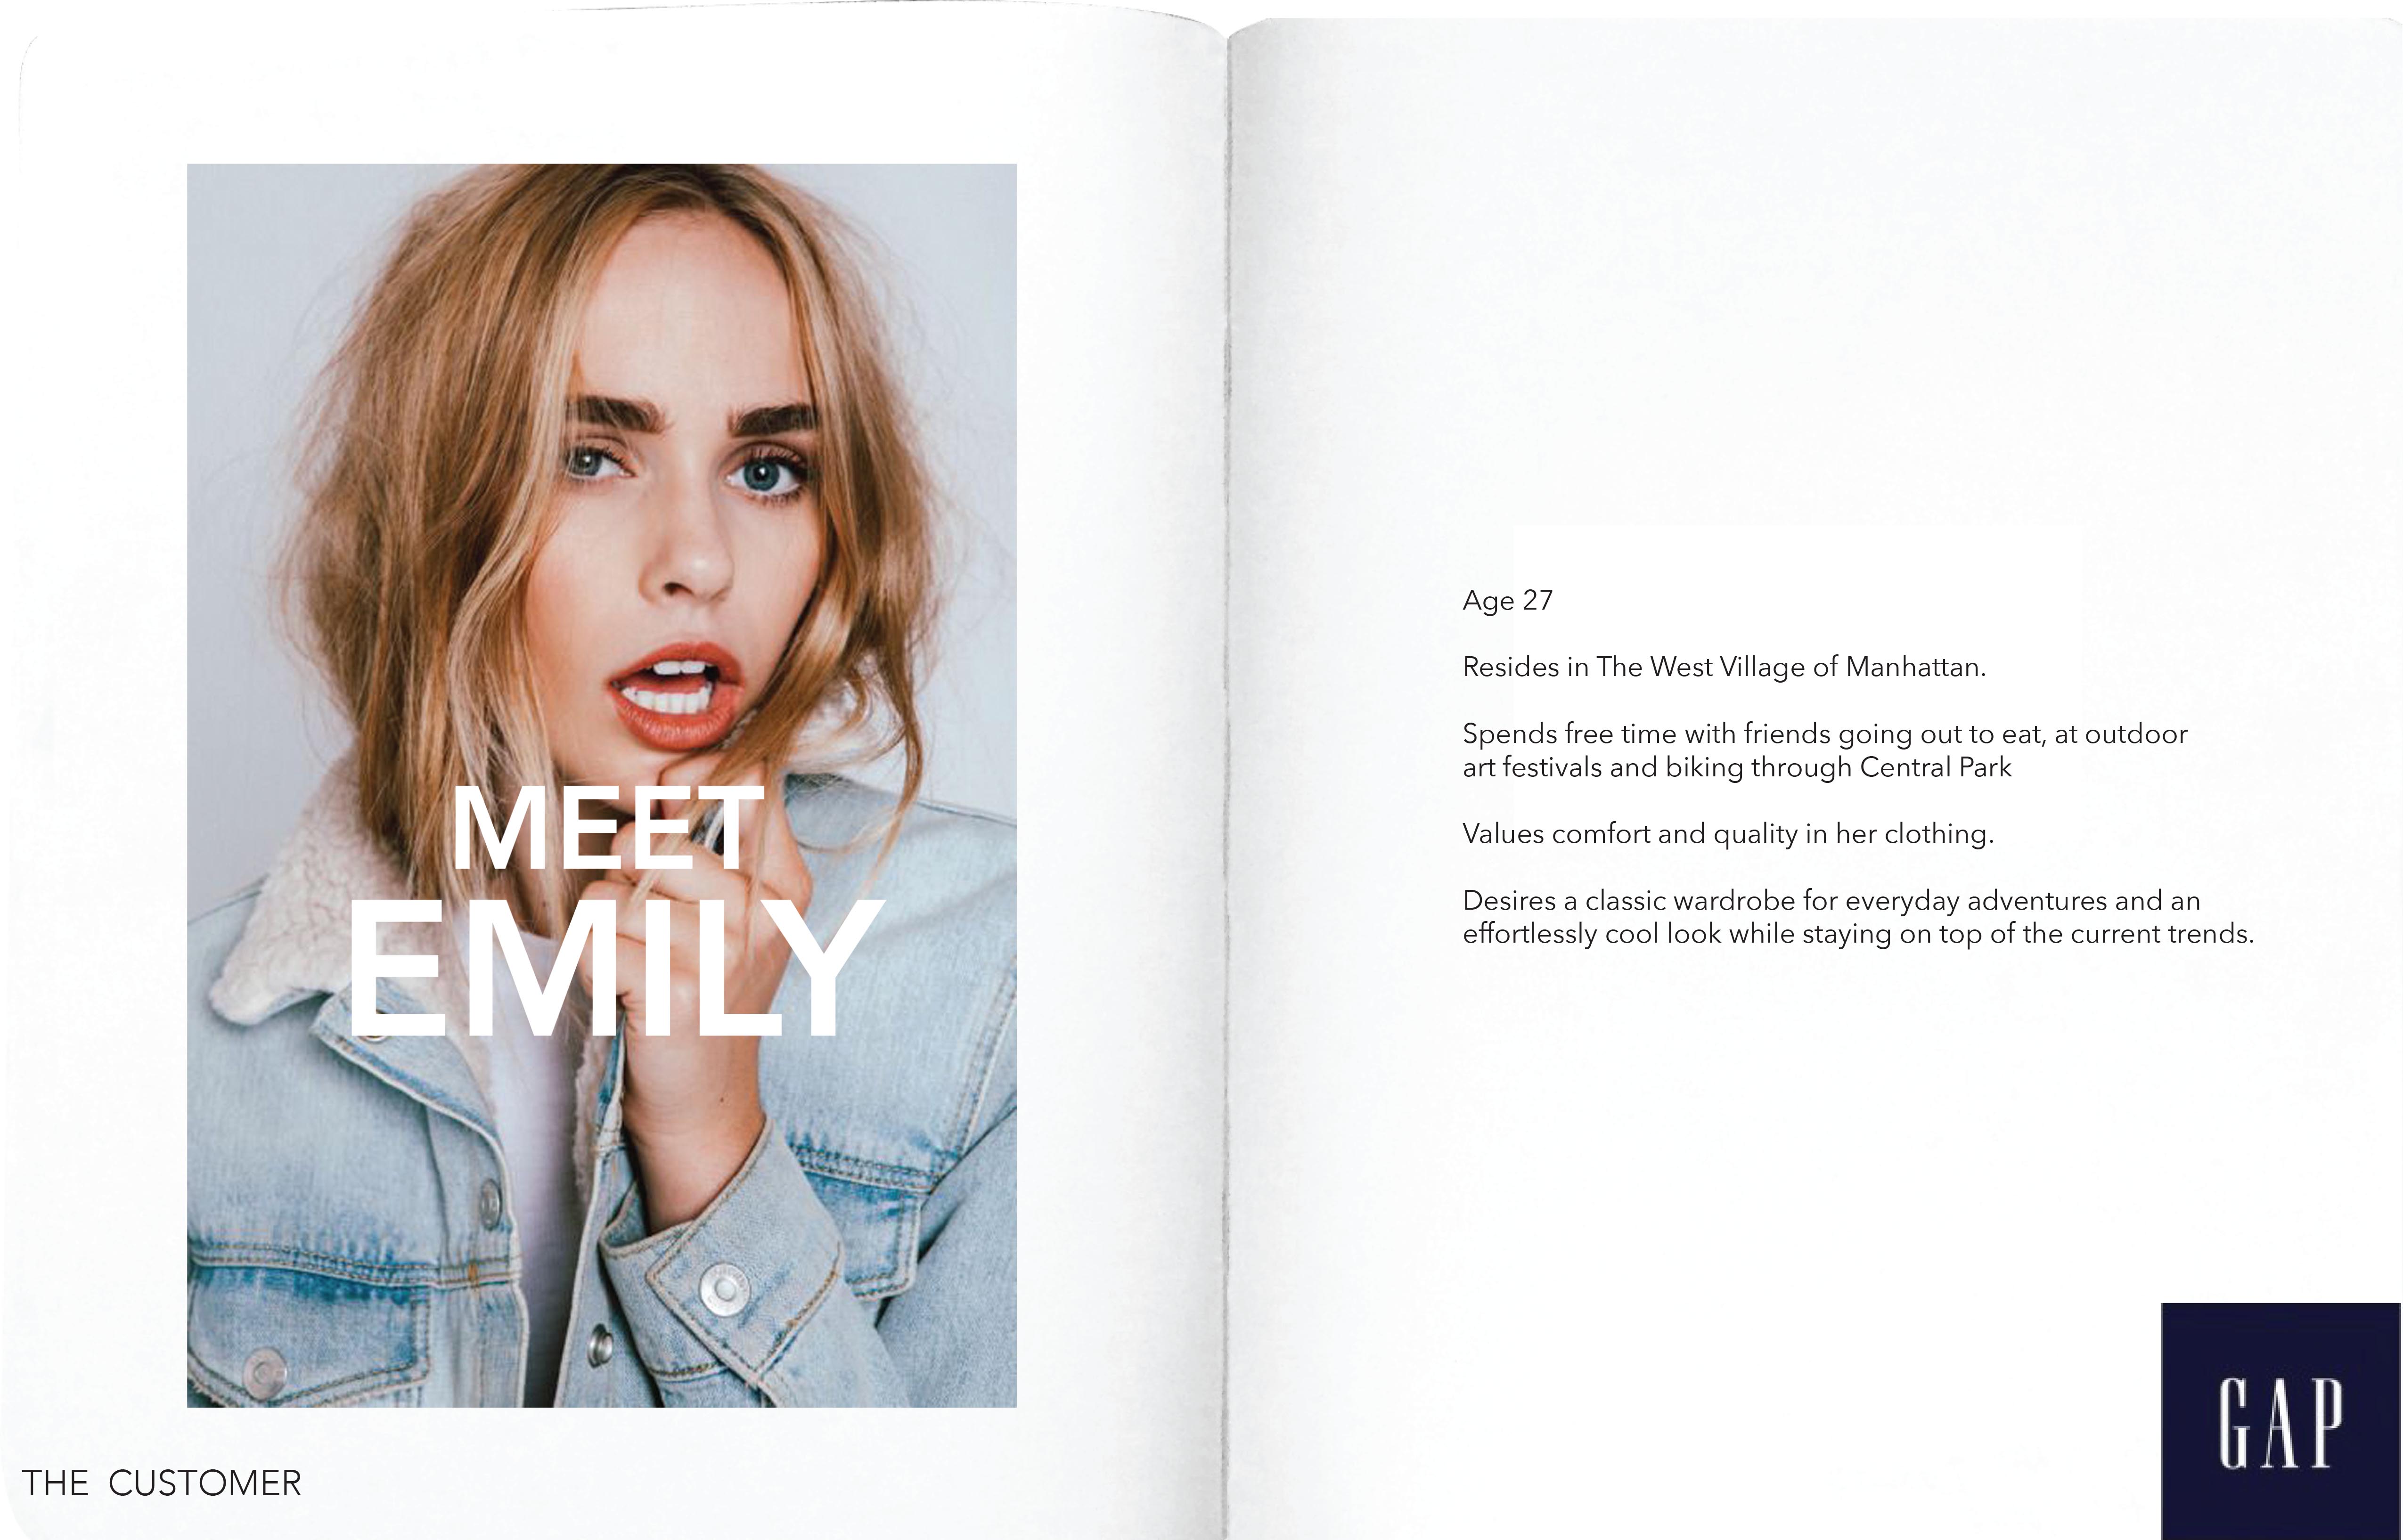 MEET
EMILY
THE CUSTOMER
Age 27
Resides in The West Village of Manhattan.
Spends free time with friends going out to eat, at outdoor
art festivals and biking through Central Park
Values comfort and quality in her clothing.
Desires a classic wardrobe for everyday adventures and an
effortlessly cool look while staying on top of the current trends.
GAP